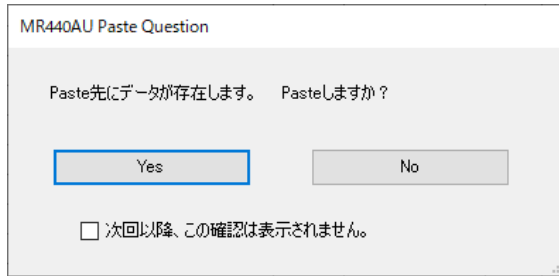 MR440AU Paste Question
Paste先にデータが存在します。 Pasteしますか？
Yes
No
次回以降、この確認は表示されません。